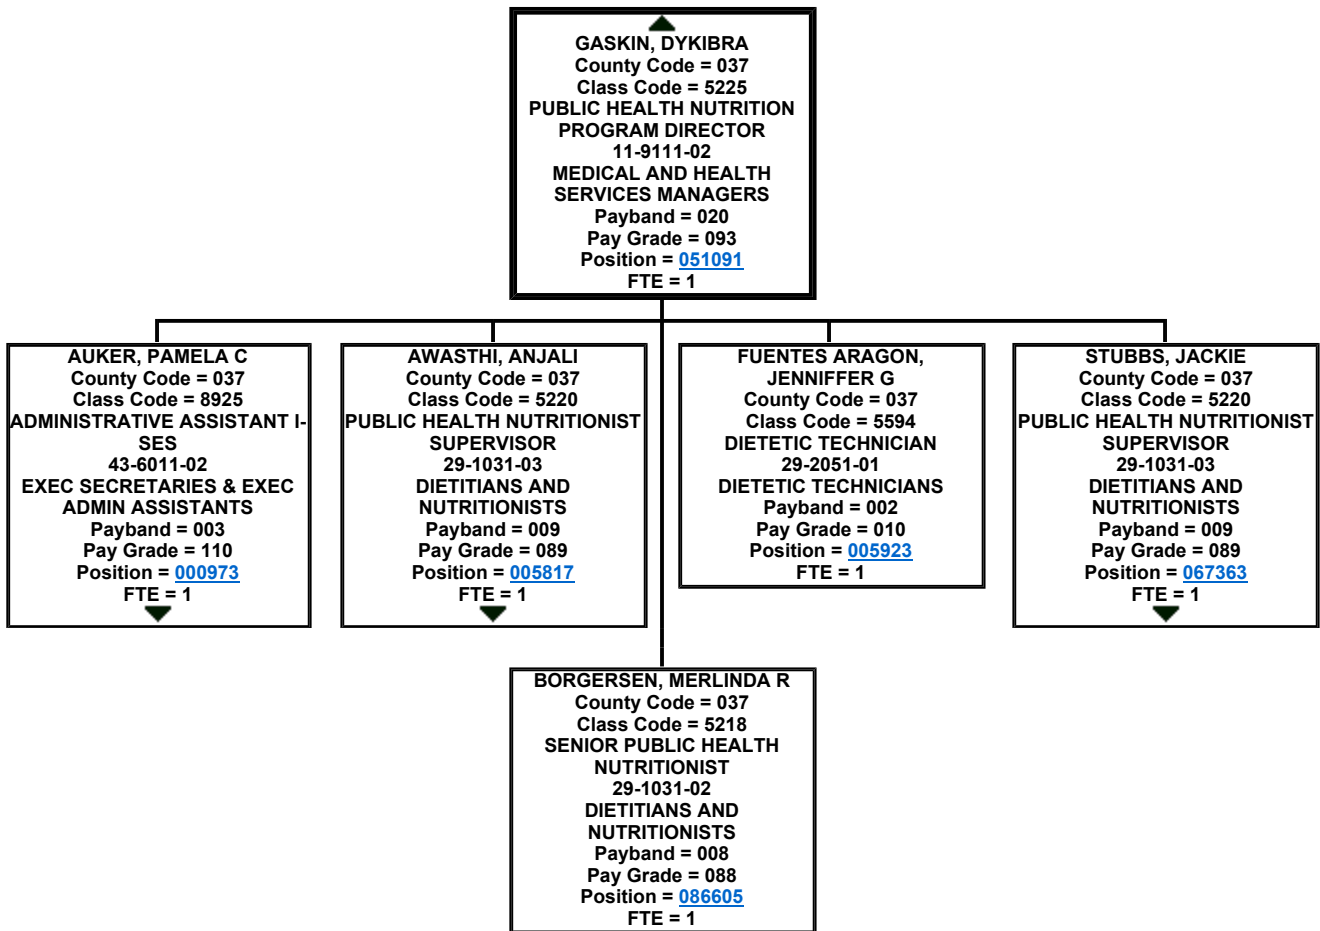 GASKIN, DYKIBRA
County Code = 037
Class Code = 5225
PUBLIC HEALTH NUTRITION
PROGRAM DIRECTOR
11-9111-02
MEDICAL AND HEALTH
SERVICES MANAGERS
Payband = 020
Pay Grade = 093
Position = 051091
FTE = 1
AUKER, PAMELA C
County Code = 037
Class Code = 8925
ADMINISTRATIVE ASSISTANT I-
SES
43-6011-02
EXEC SECRETARIES & EXEC
ADMIN ASSISTANTS
Payband = 003
Pay Grade = 110
Position = 000973
FTE = 1
AWASTHI, ANJALI
County Code = 037
Class Code = 5220
PUBLIC HEALTH NUTRITIONIST
SUPERVISOR
29-1031-03
DIETITIANS AND
NUTRITIONISTS
Payband = 009
Pay Grade = 089
Position = 005817
FTE = 1
FUENTES ARAGON,
JENNIFFER G
County Code = 037
Class Code = 5594
DIETETIC TECHNICIAN
29-2051-01
DIETETIC TECHNICIANS
Payband = 002
Pay Grade = 010
Position = 005923
FTE = 1
STUBBS, JACKIE
County Code = 037
Class Code = 5220
PUBLIC HEALTH NUTRITIONIST
SUPERVISOR
29-1031-03
DIETITIANS AND
NUTRITIONISTS
Payband = 009
Pay Grade = 089
Position = 067363
FTE = 1
BORGERSEN, MERLINDA R
County Code = 037
Class Code = 5218
SENIOR PUBLIC HEALTH
NUTRITIONIST
29-1031-02
DIETITIANS AND
NUTRITIONISTS
Payband = 008
Pay Grade = 088
Position = 086605
FTE = 1